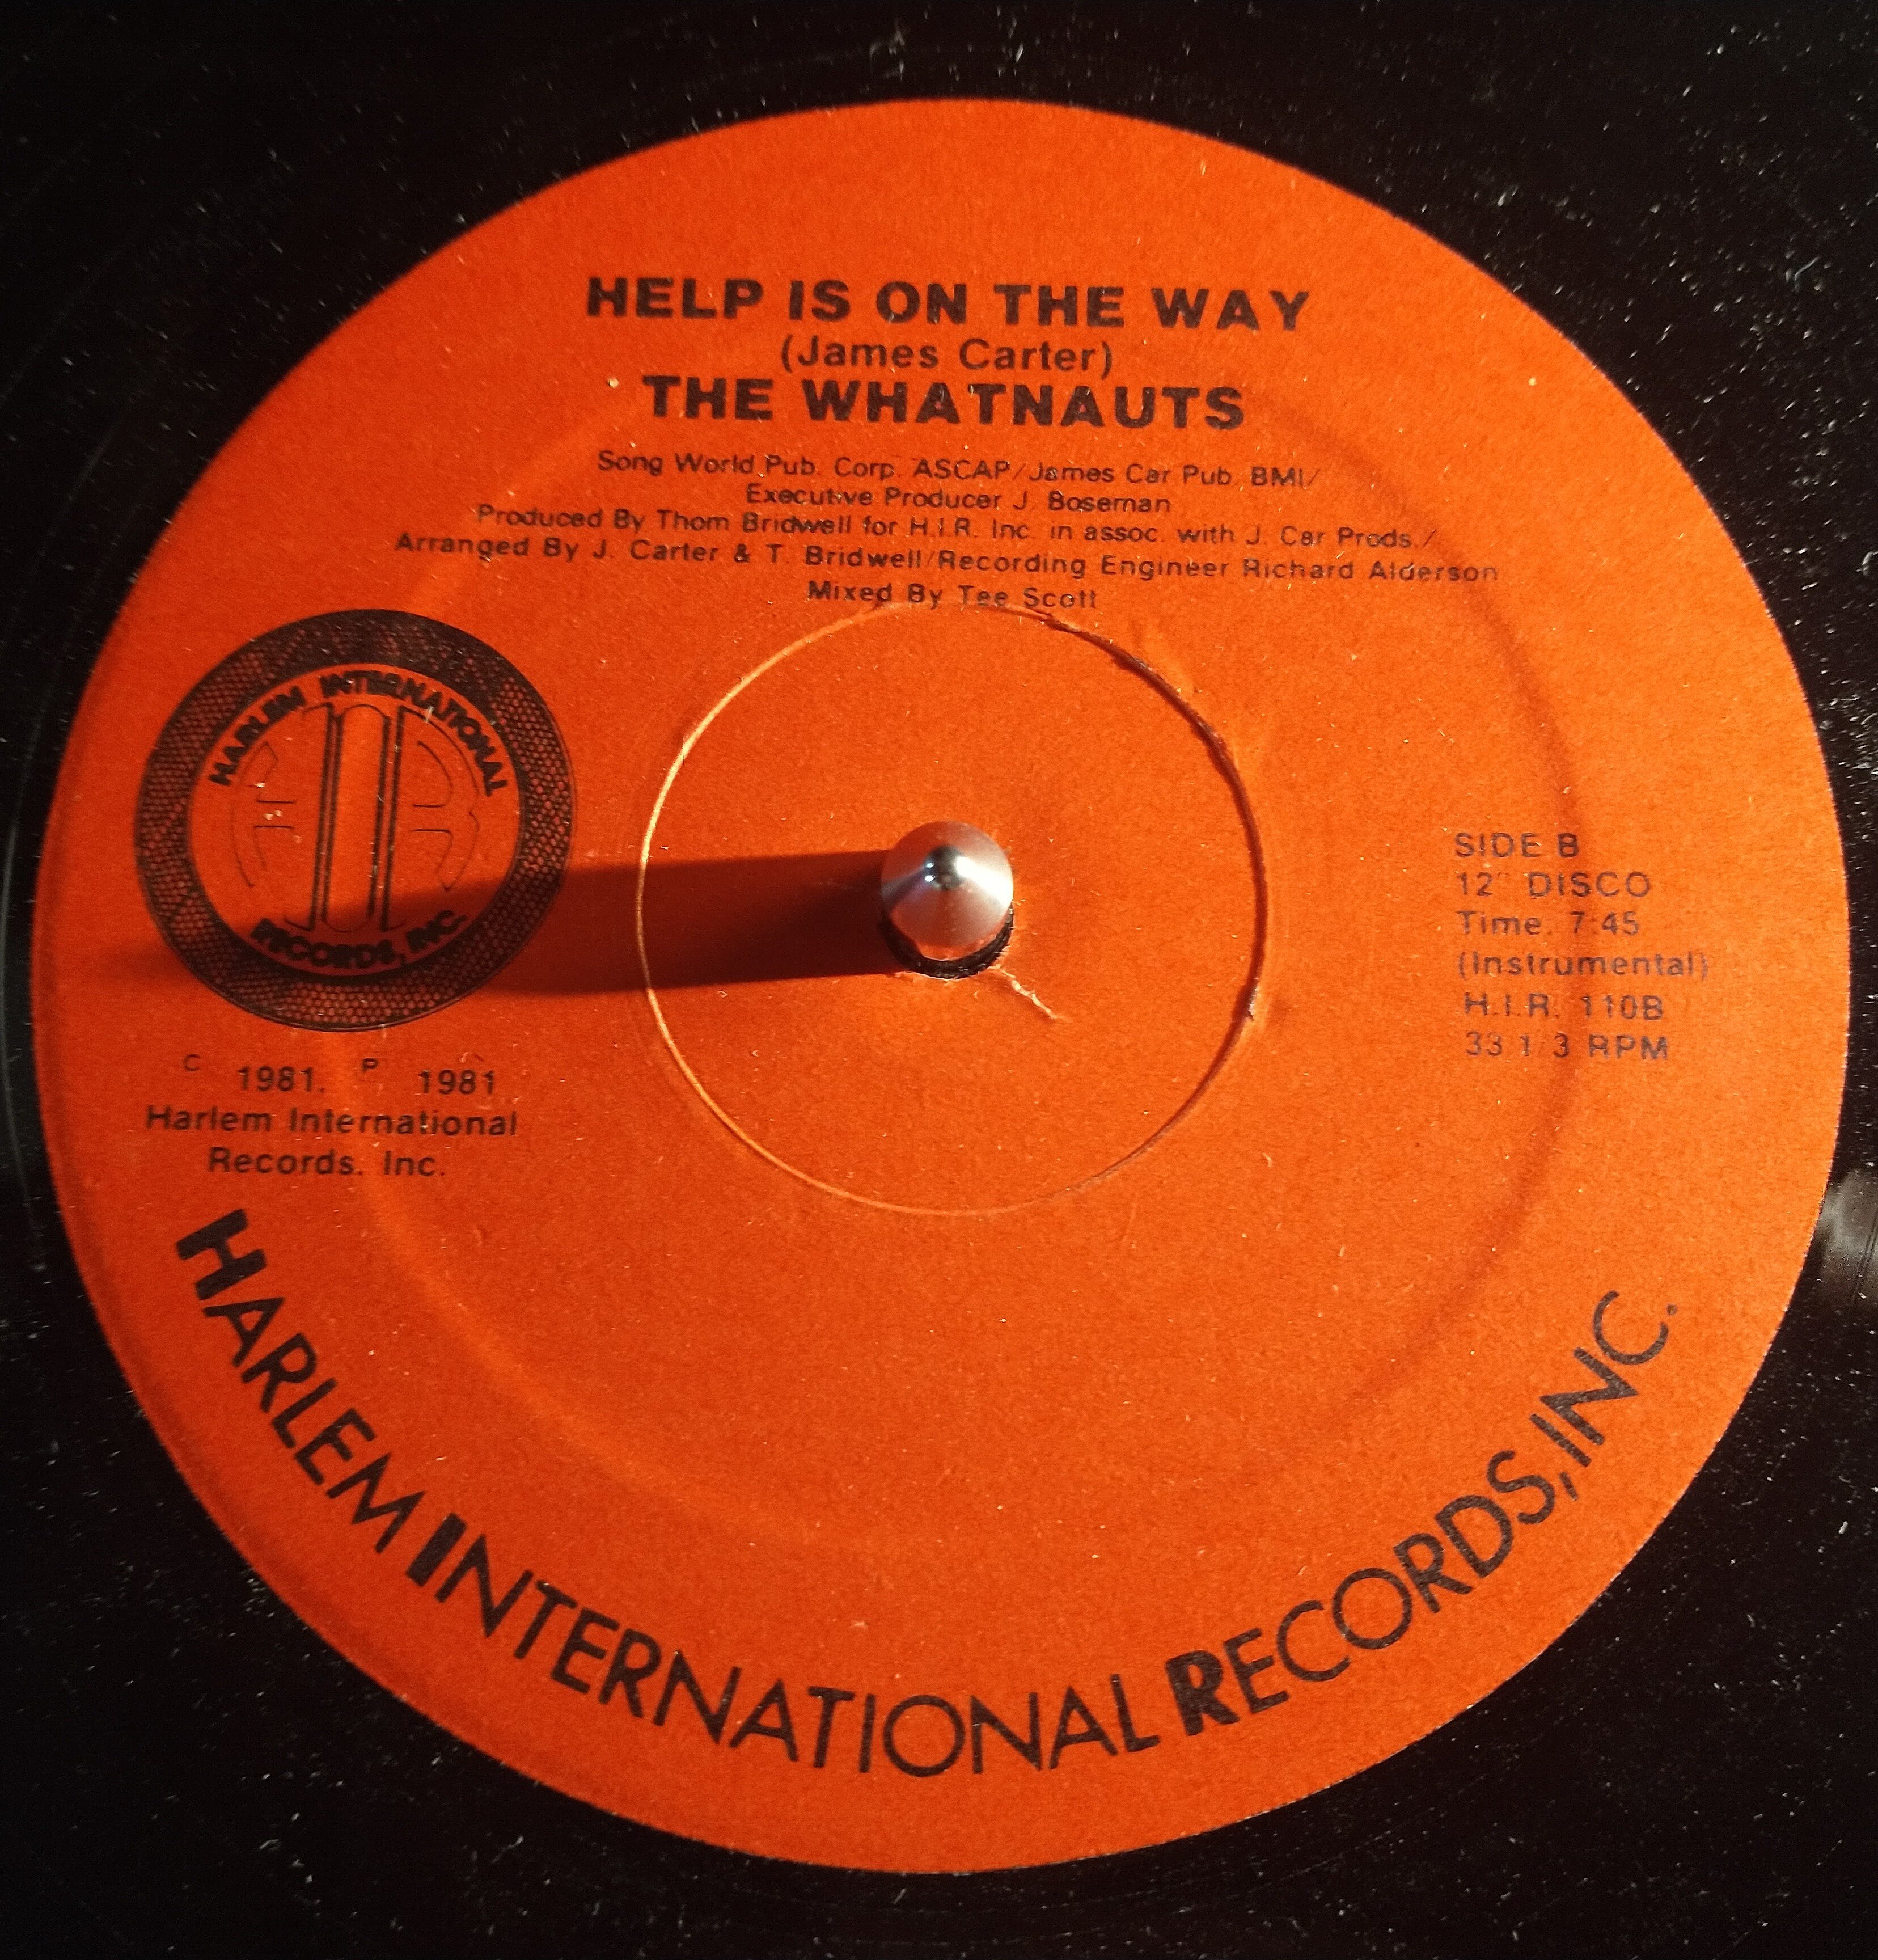 HELP IS ON THE WAY
(James Carter)
THE WHATNAUTS
Song World Pub. Corp. ASCAP/James Car Pub. BMI/
Executive Producer J. Boseman
Produced By Thom Bridwell for H.I.R. Inc. in assoc. with J. Car Prods./
Arranged By J. Carter & T. Bridwell/Recording Engineer Richard Alderson
Mixed By Tee Scott
HARLEM INTERNATIONAL
HIR
RECORDS, INC.
SIDE B
12" DISCO
Time: 7:45
(Instrumental)
H.I.R. 110B
33 1/3 RPM
C 1981, P 1981
Harlem International
Records, Inc.
HARLEM INTERNATIONAL RECORDS, INC.